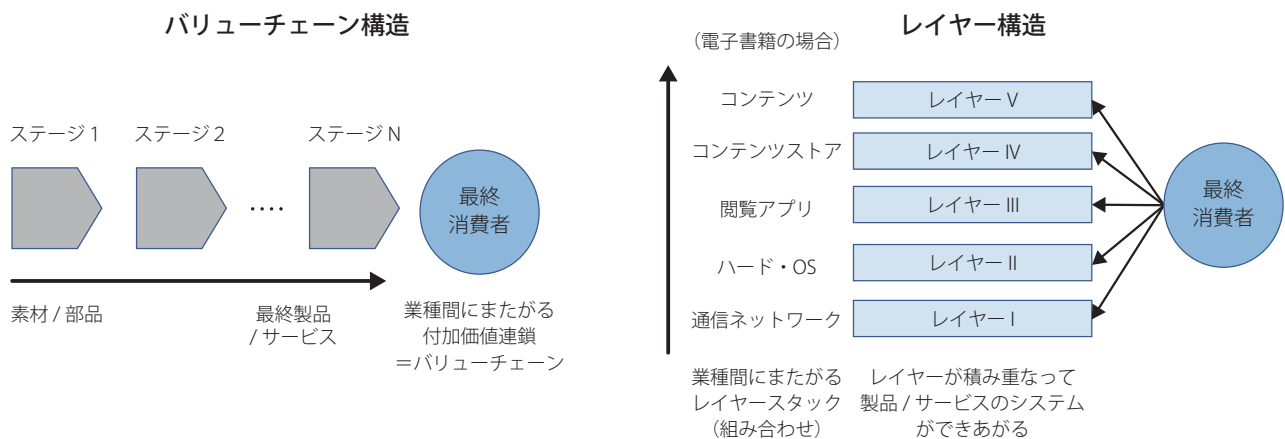 バリューチェーン構造
ステージ 1
ステージ 2
ステージ N
‥‥
最終
消費者
素材 / 部品
最終製品
/ サービス
業種間にまたがる
付加価値連鎖
＝バリューチェーン
レイヤー構造
（電子書籍の場合）
コンテンツ
レイヤー V
コンテンツストア
レイヤー IV
閲覧アプリ
レイヤー III
ハード・OS
レイヤー II
通信ネットワーク
レイヤー I
最終
消費者
業種間にまたがる
レイヤースタック
（組み合わせ）
レイヤーが積み重なって
製品 / サービスのシステム
ができあがる